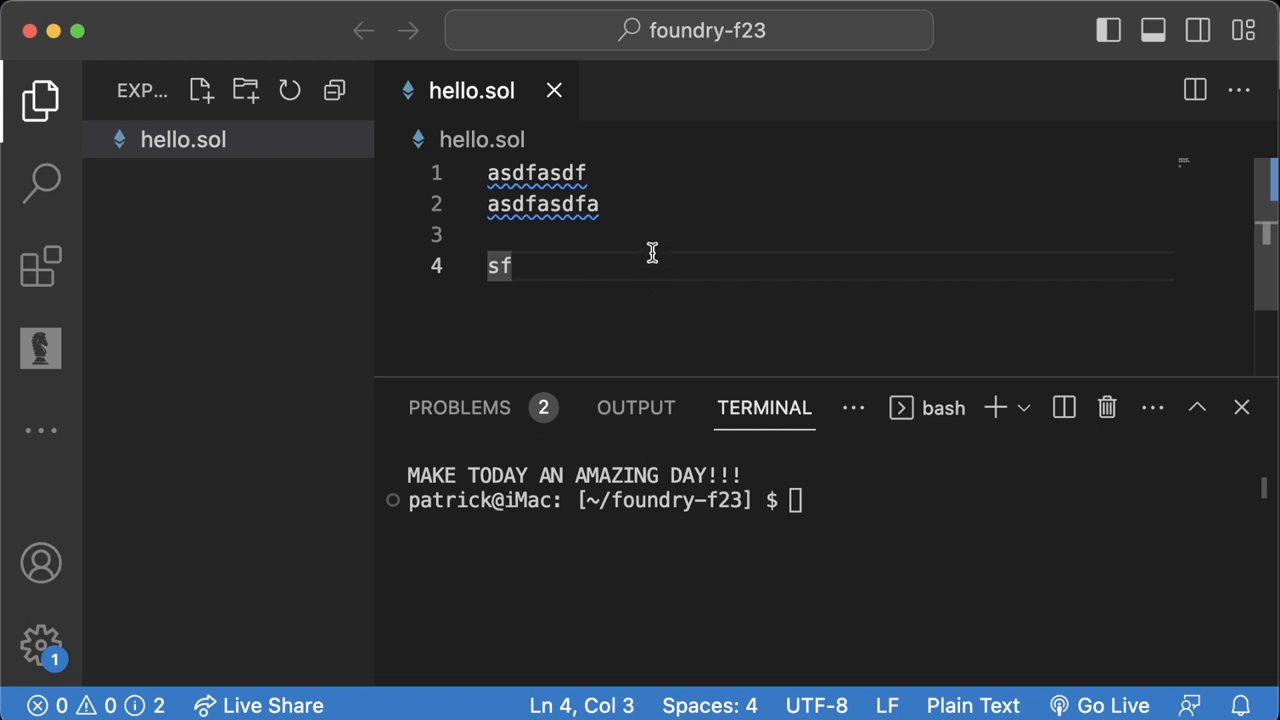 foundry-f23
EXP...
hello.sol
hello.sol
hello.sol
1 asdfasdf
2 asdfasdfa
3
4 sf
PROBLEMS 2 OUTPUT TERMINAL ... bash
MAKE TODAY AN AMAZING DAY!!!
patrick@iMac: [~/foundry-f23] $
1
0 0 2 Live Share Ln 4, Col 3 Spaces: 4 UTF-8 LF Plain Text Go Live